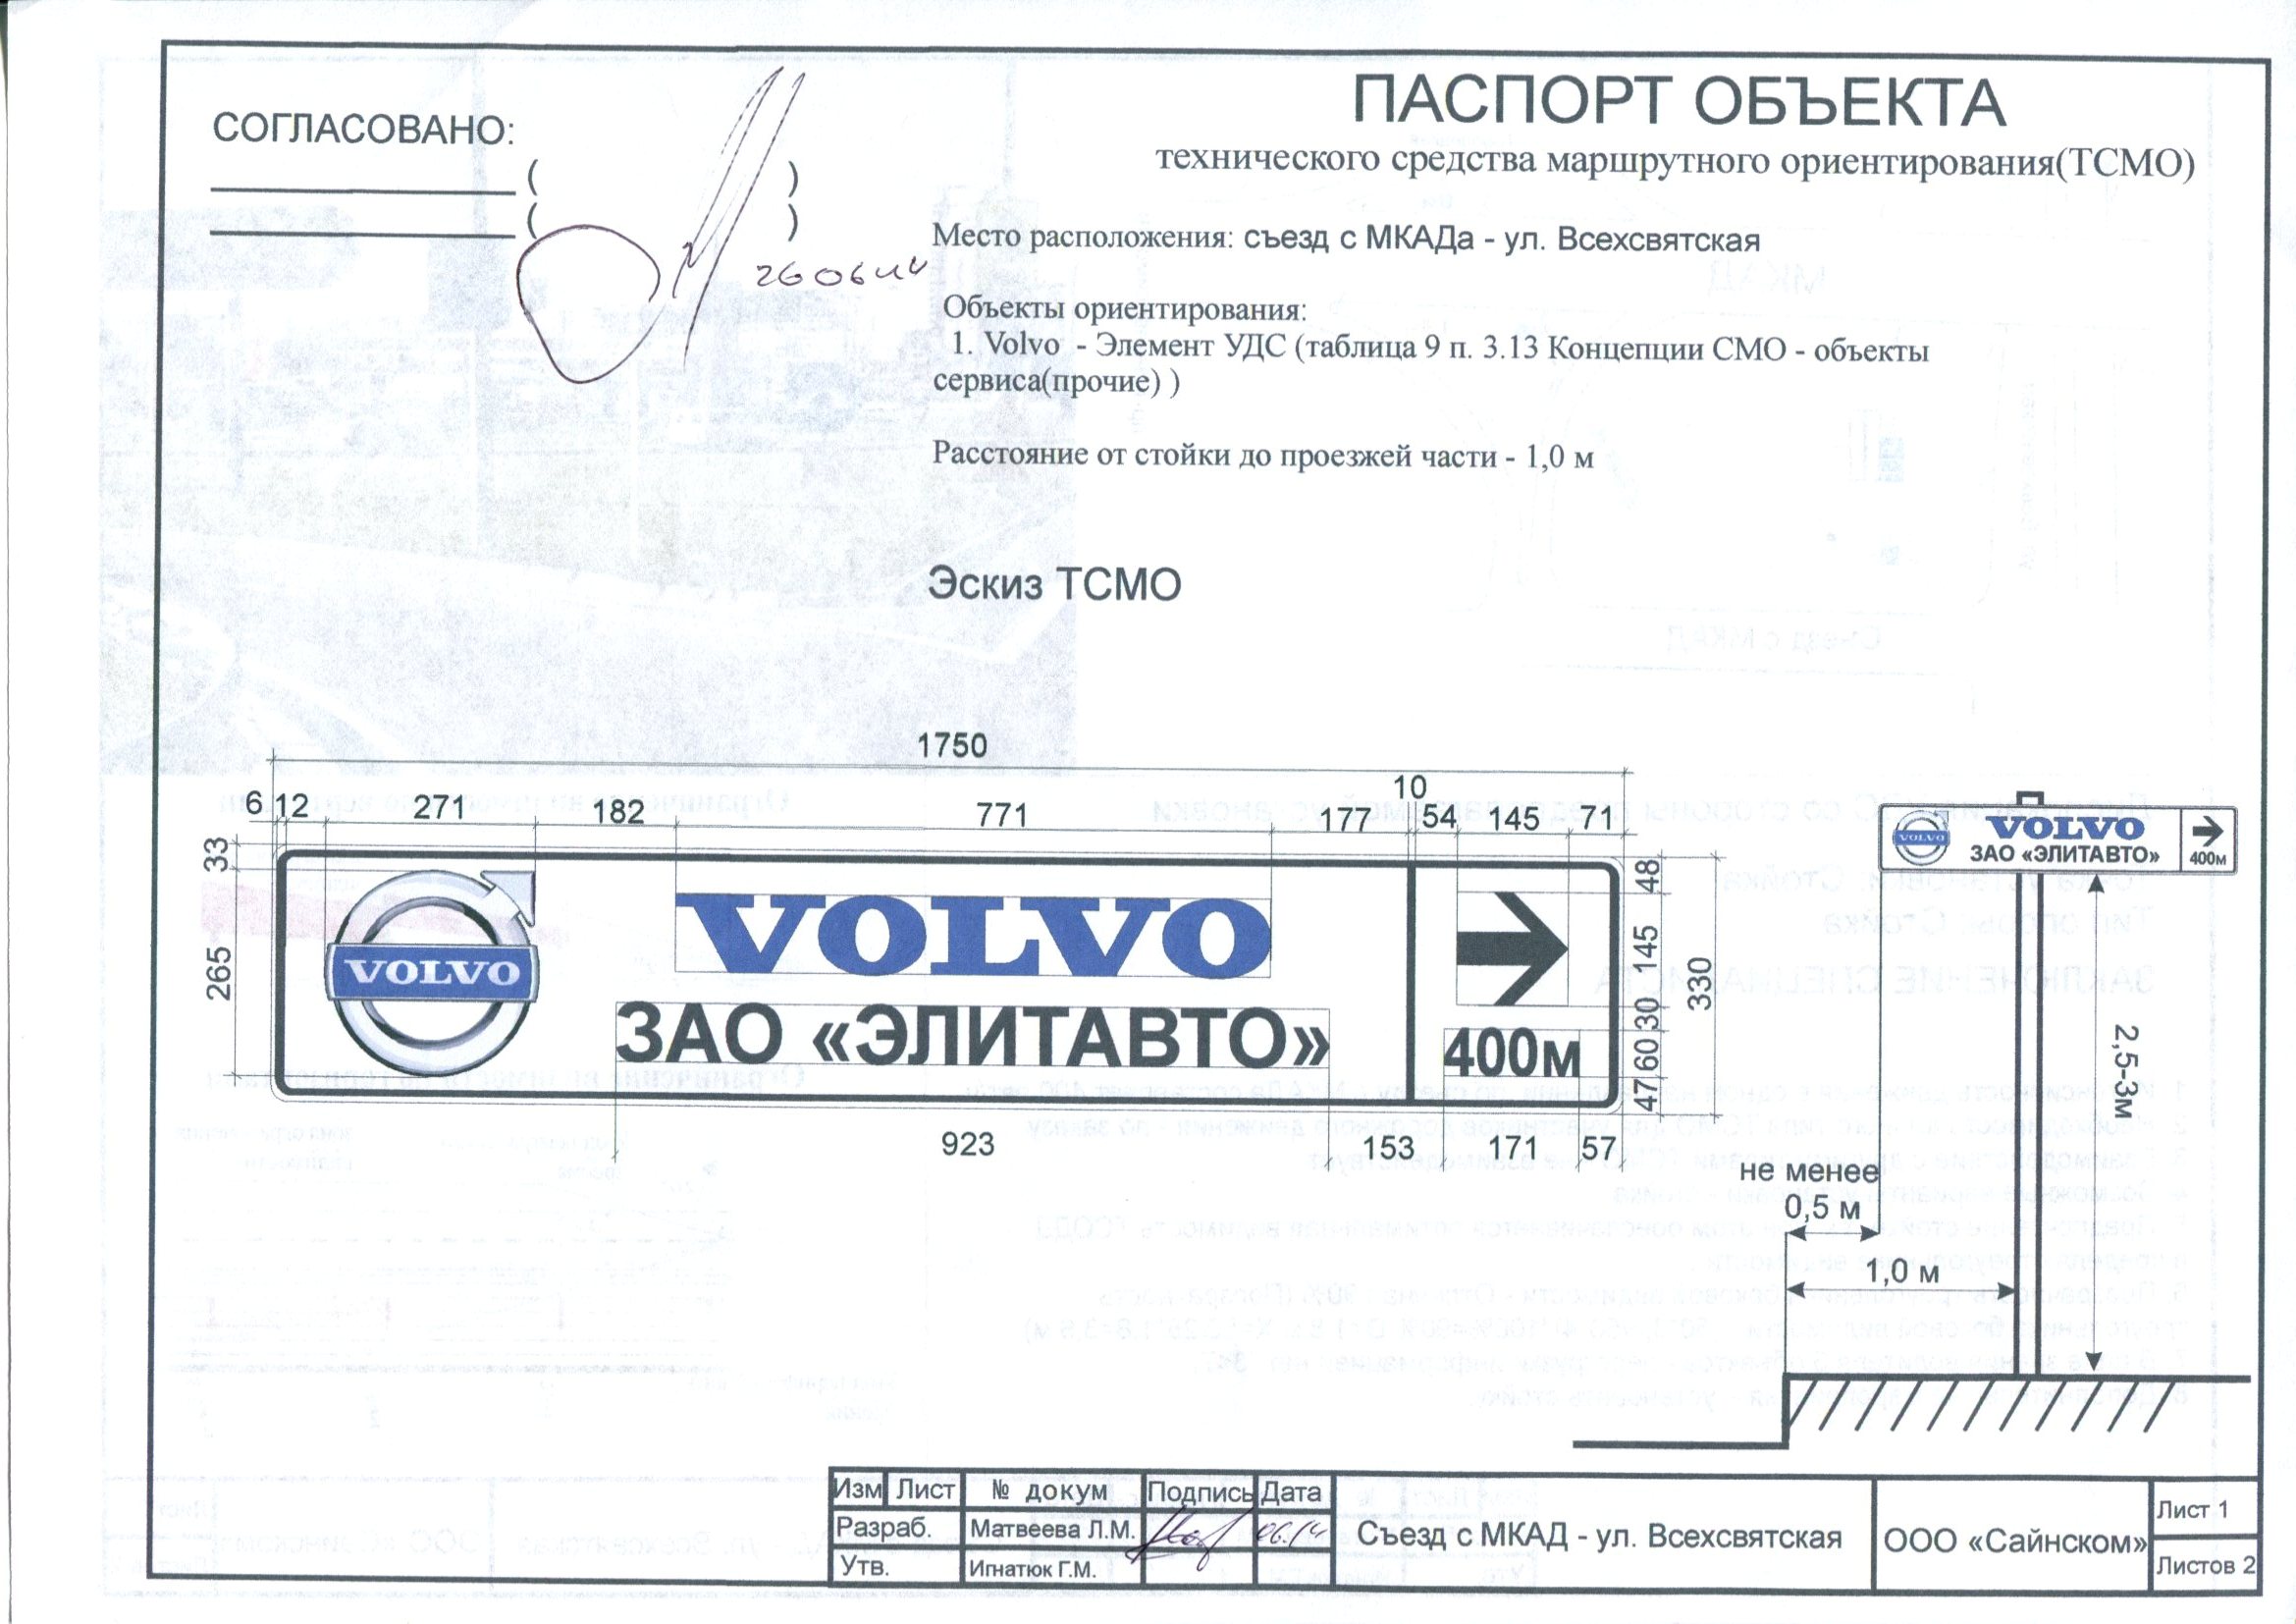 СОГЛАСОВАНО:
ПАСПОРТ ОБЪЕКТА
технического средства маршрутного ориентирования(ТСМО)
( )
( )
260614
Место расположения: съезд с МКАДа - ул. Всехсвятская
Объекты ориентирования:
1. Volvo - Элемент УДС (таблица 9 п. 3.13 Концепции СМО - объекты
сервиса(прочие) )
Расстояние от стойки до проезжей части - 1,0 м
Эскиз ТСМО
1750
10
6 12 271 182 771 177 54 145 71
33
265
VOLVO
VOLVO
ЗАО «ЭЛИТАВТО»
400м
48
145
30
60
47
330
923 153 171 57
VOLVO
VOLVO
ЗАО «ЭЛИТАВТО»
400м
2,5-3м
не менее
0,5 м
1,0 м
Изм Лист № докум Подпись Дата
Разраб. Матвеева Л.М. 06.14
Утв. Игнатюк Г.М.
Съезд с МКАД - ул. Всехсвятская
ООО «Сайнском»
Лист 1
Листов 2